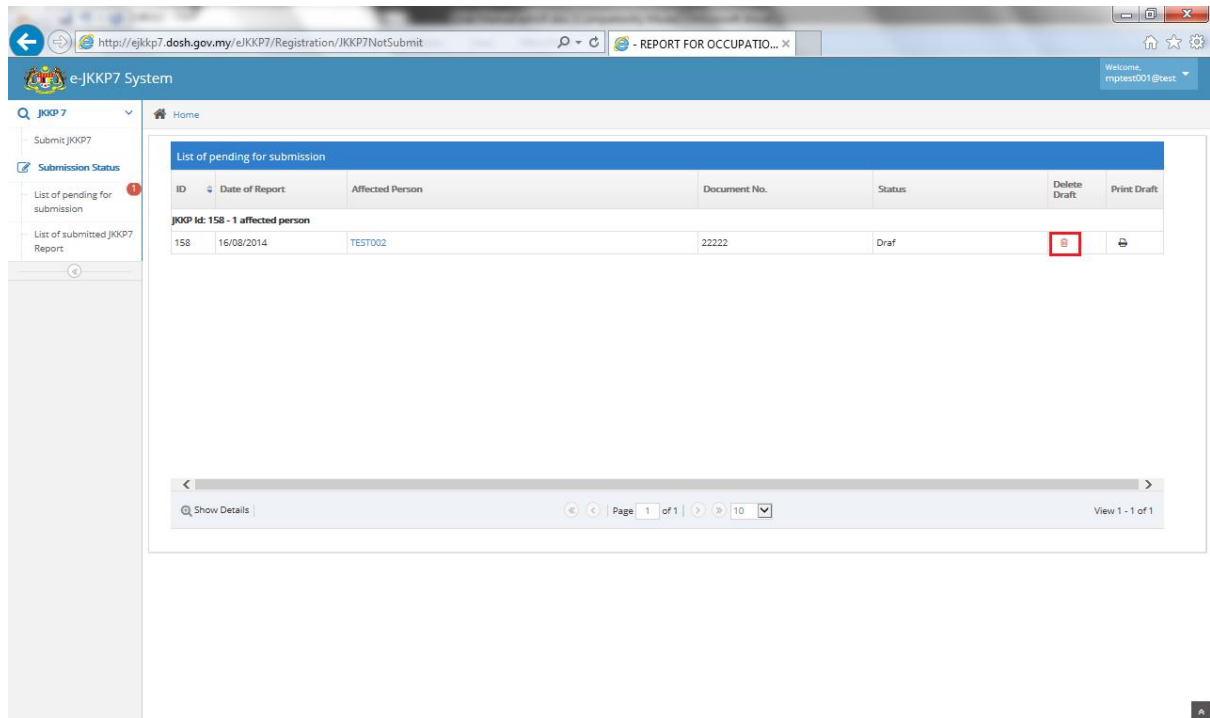 http://ejkkp7.dosh.gov.my/eJKKP7/Registration/JKKP7NotSubmit
- REPORT FOR OCCUPATIO...
e-JKKP7 System
Welcome,
mptest001@test
JKKP 7
Home
Submit JKKP7
Submission Status
List of pending for
submission
1
List of submitted JKKP7
Report
List of pending for submission
ID Date of Report Affected Person Document No. Status Delete Draft Print Draft
JKKP Id: 158 - 1 affected person
158 16/08/2014 TEST002 22222 Draf
Show Details Page 1 of 1 10 View 1 - 1 of 1